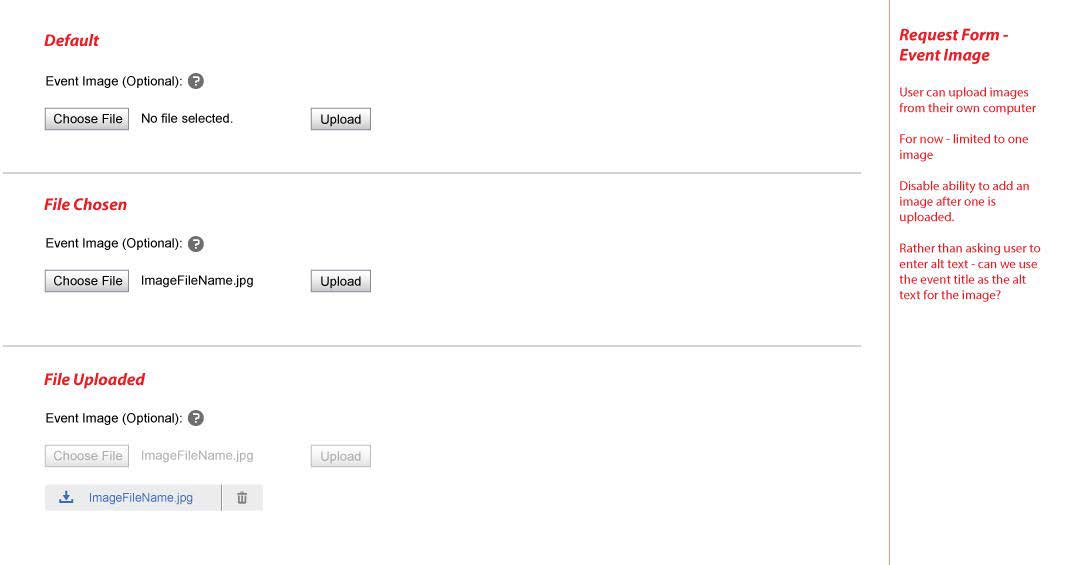 Default
Event Image (Optional): ?
Choose File No file selected. Upload
File Chosen
Event Image (Optional): ?
Choose File ImageFileName.jpg Upload
File Uploaded
Event Image (Optional): ?
Choose File ImageFileName.jpg Upload
ImageFileName.jpg
Request Form -
Event Image
User can upload images
from their own computer
For now - limited to one
image
Disable ability to add an
image after one is
uploaded.
Rather than asking user to
enter alt text - can we use
the event title as the alt
text for the image?